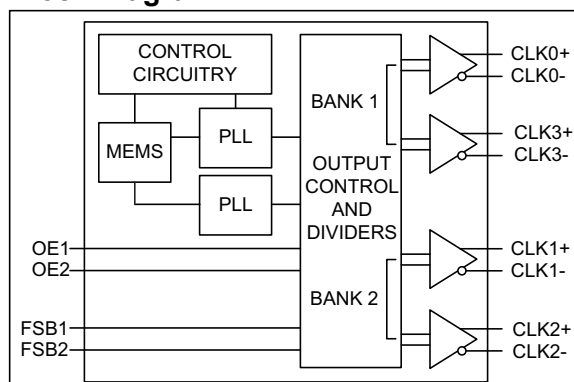 CONTROL
CIRCUITRY
MEMS
PLL
PLL
BANK 1
OUTPUT
CONTROL
AND
DIVIDERS
BANK 2
OE1
OE2
FSB1
FSB2
CLK0+
CLK0-
CLK3+
CLK3-
CLK1+
CLK1-
CLK2+
CLK2-